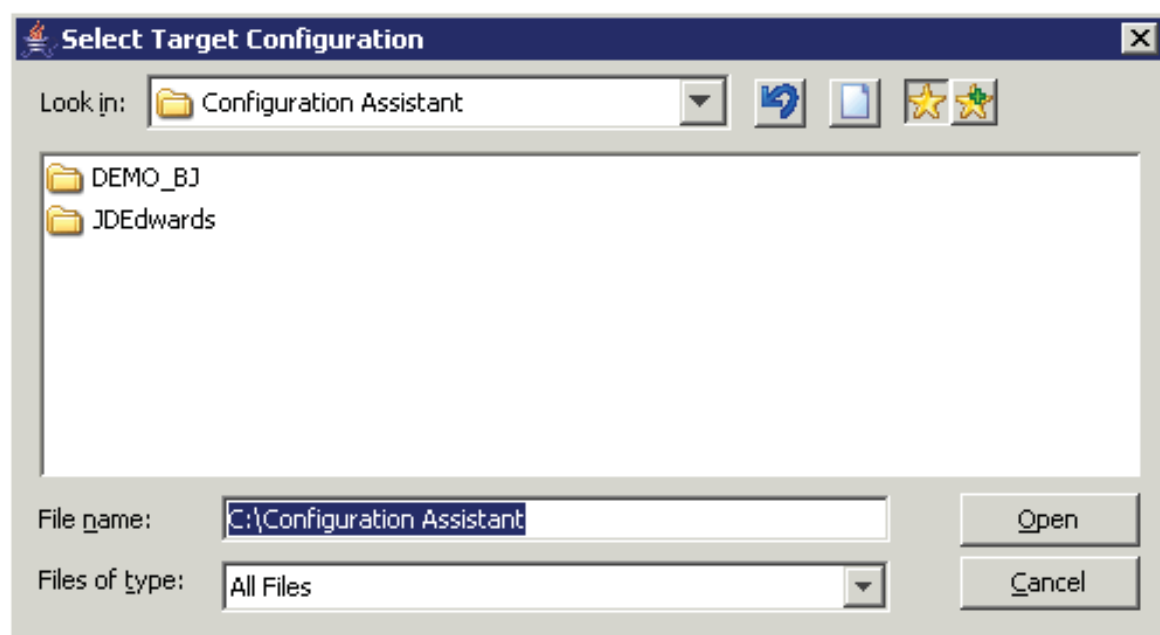 Select Target Configuration
Look in: Configuration Assistant
DEMO_BJ
JDEdwards
File name: C:\Configuration Assistant Open
Files of type: All Files Cancel